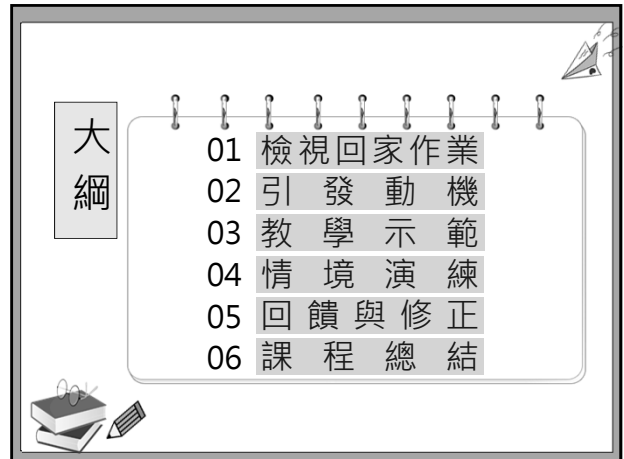 大綱
01 檢視回家作業
02 引發動機
03 教學示範
04 情境演練
05 回饋與修正
06 課程總結